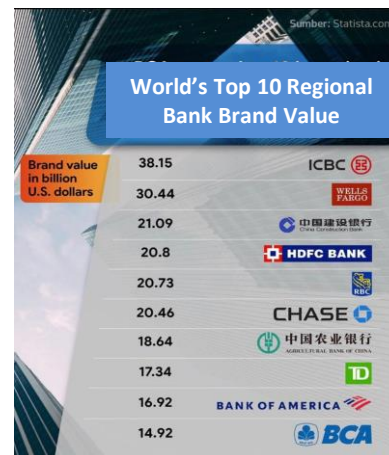 Sumber: Statista.com
World's Top 10 Regional
Bank Brand Value
Brand value
in billion
U.S. dollars
38.15 ICBC
30.44 WELLS
FARGO
21.09 中国建设银行
China Construction Bank
20.8 HDFC BANK
20.73 RBC
20.46 CHASE
18.64 中国农业银行
AGRICULTURAL BANK OF CHINA
17.34 TD
16.92 BANK OF AMERICA
14.92 BCA